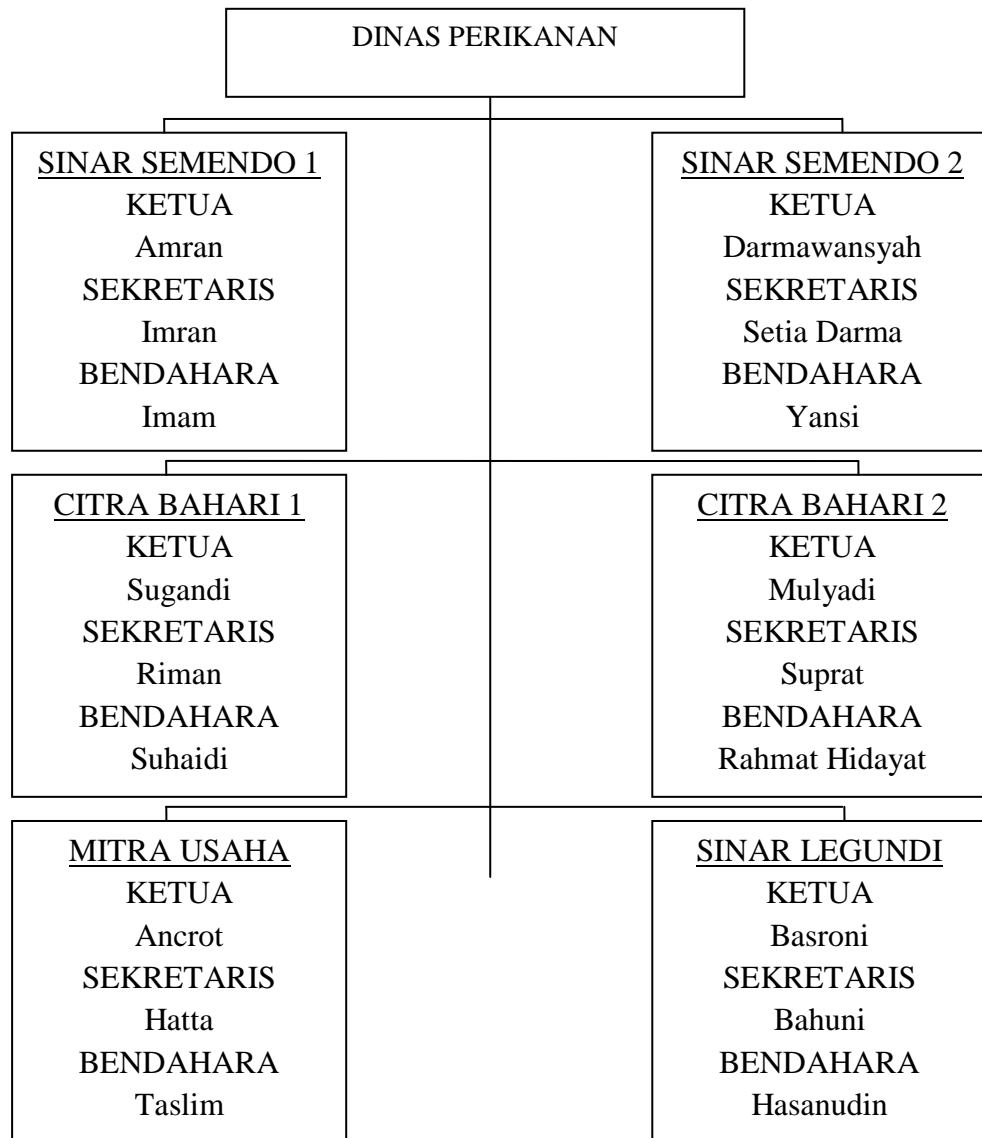 DINAS PERIKANAN
SINAR SEMENDO 1
KETUA
Amran
SEKRETARIS
Imran
BENDAHARA
Imam
SINAR SEMENDO 2
KETUA
Darmawansyah
SEKRETARIS
Setia Darma
BENDAHARA
Yansi
CITRA BAHARI 1
KETUA
Sugandi
SEKRETARIS
Riman
BENDAHARA
Suhaidi
CITRA BAHARI 2
KETUA
Mulyadi
SEKRETARIS
Suprat
BENDAHARA
Rahmat Hidayat
MITRA USAHA
KETUA
Ancrot
SEKRETARIS
Hatta
BENDAHARA
Taslim
SINAR LEGUNDI
KETUA
Basroni
SEKRETARIS
Bahuni
BENDAHARA
Hasanudin